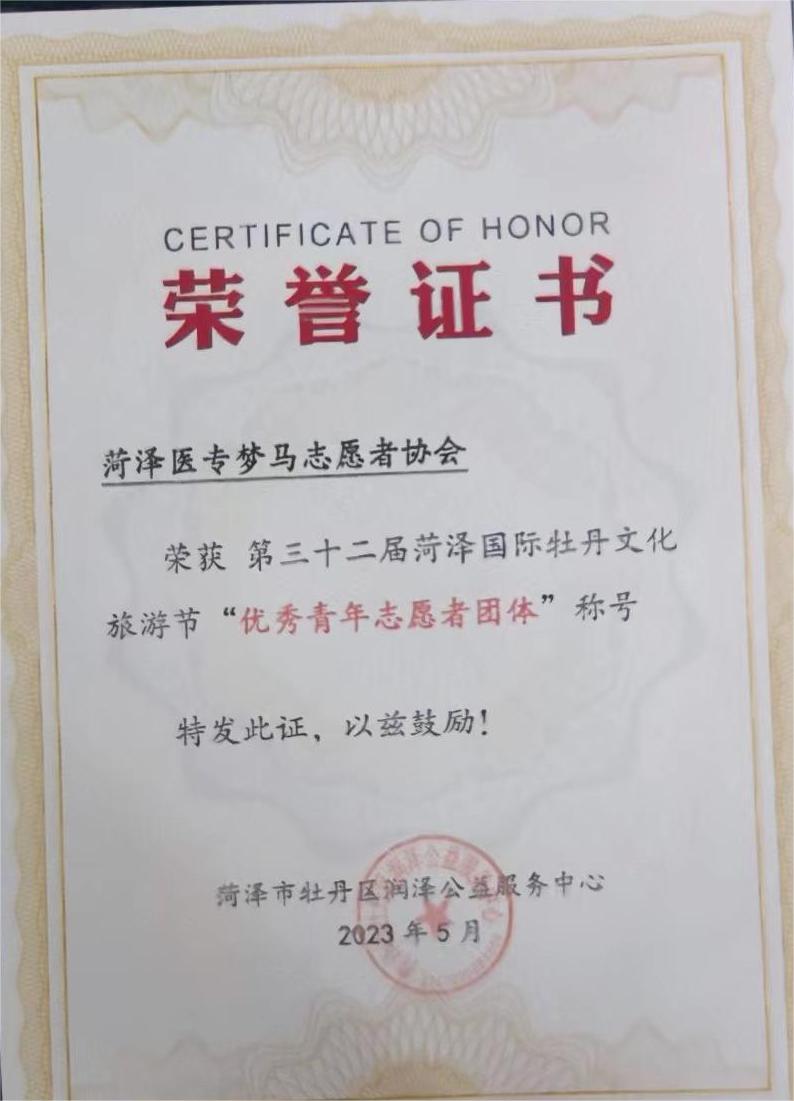 CERTIFICATE OF HONOR
荣誉证书
菏泽医专梦马志愿者协会
荣获 第三十二届菏泽国际牡丹文化
旅游节“优秀青年志愿者团体”称号
特发此证，以兹鼓励！
菏泽市牡丹区润泽公益服务中心
2023年5月